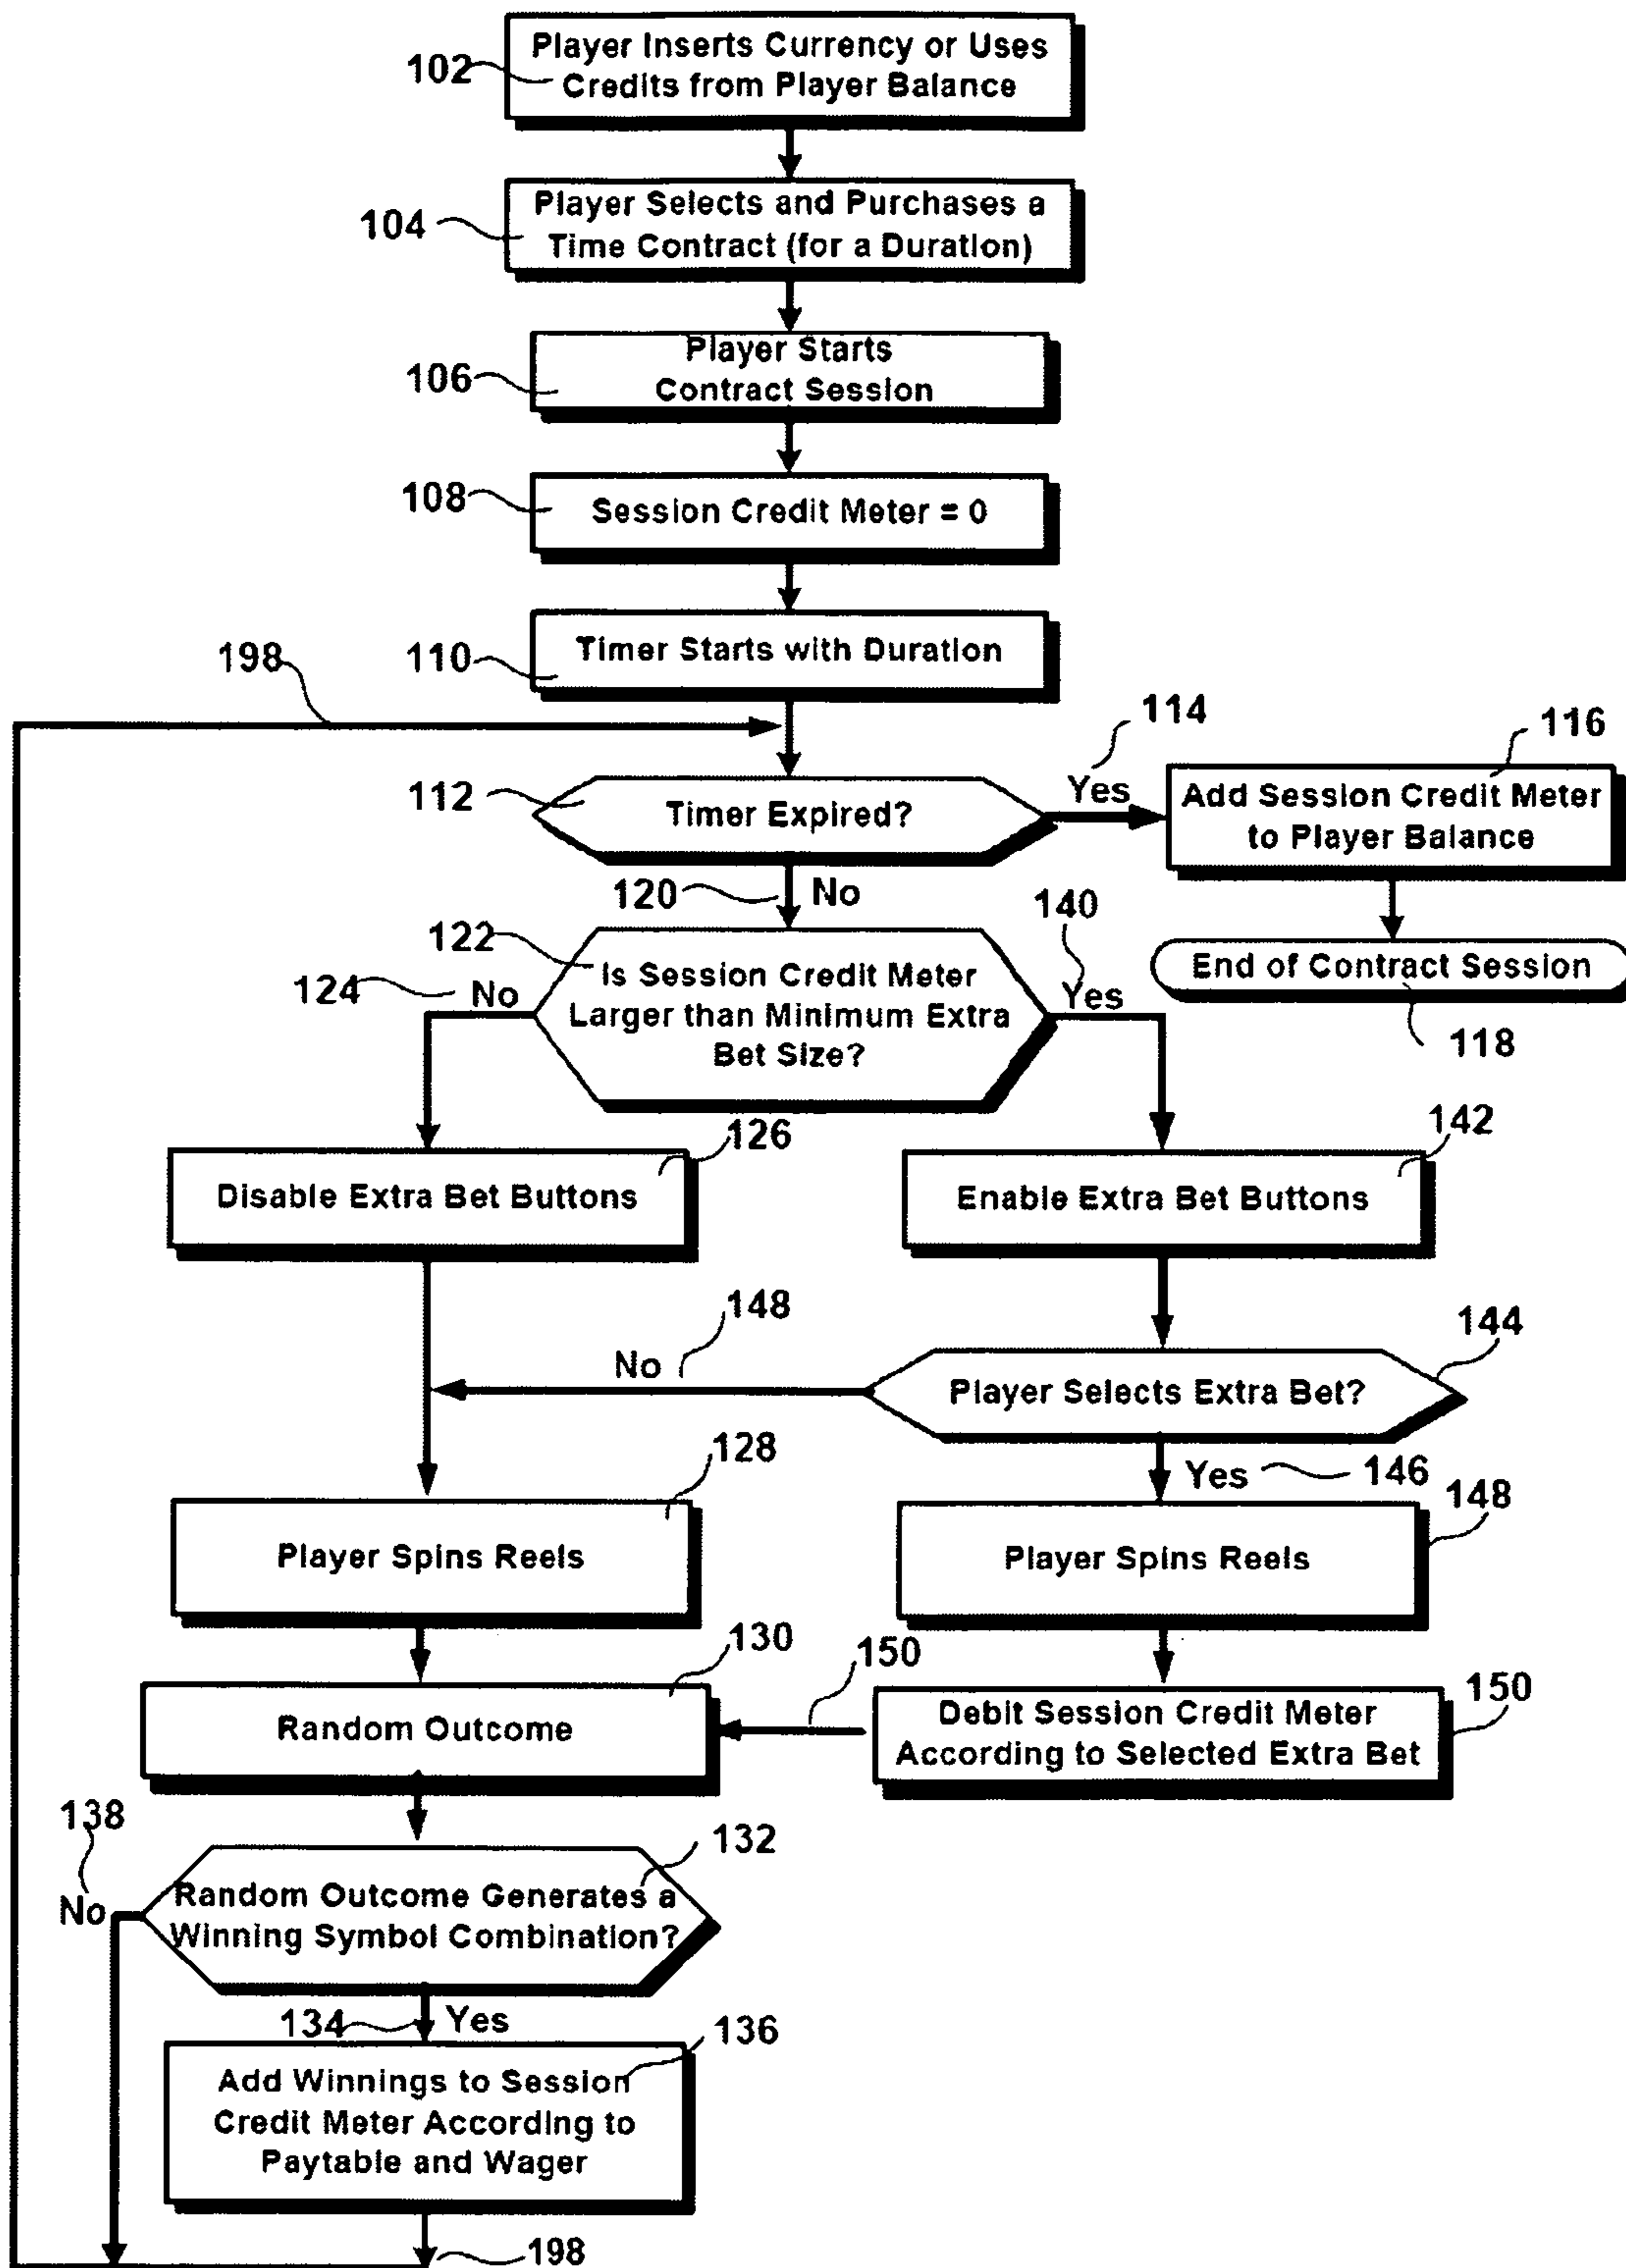 Player Inserts Currency or Uses
Credits from Player Balance
102
Player Selects and Purchases a
Time Contract (for a Duration)
104
Player Starts
Contract Session
106
Session Credit Meter = 0
108
Timer Starts with Duration
110
198
Timer Expired?
112
Yes
114
Add Session Credit Meter
to Player Balance
116
End of Contract Session
118
120
No
Is Session Credit Meter
Larger than Minimum Extra
Bet Size?
122
124
No
140
Yes
Disable Extra Bet Buttons
126
Enable Extra Bet Buttons
142
148
No
Player Selects Extra Bet?
144
Yes
146
Player Spins Reels
128
Player Spins Reels
148
Random Outcome
130
150
Debit Session Credit Meter
According to Selected Extra Bet
150
138
No
Random Outcome Generates a
Winning Symbol Combination?
132
134
Yes
Add Winnings to Session
Credit Meter According to
Paytable and Wager
136
198